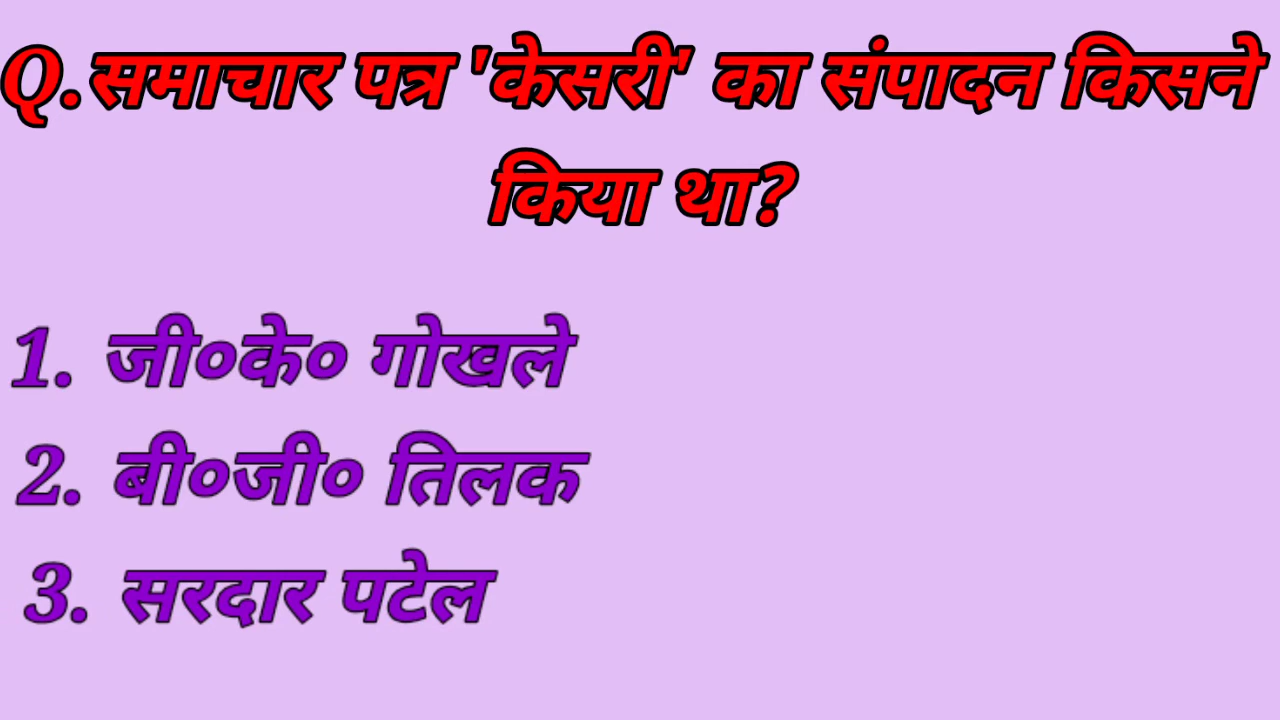 Q.समाचार पत्र 'केसरी' का संपादन किसने
किया था?
1. जी०के० गोखले
2. बी०जी० तिलक
3. सरदार पटेल